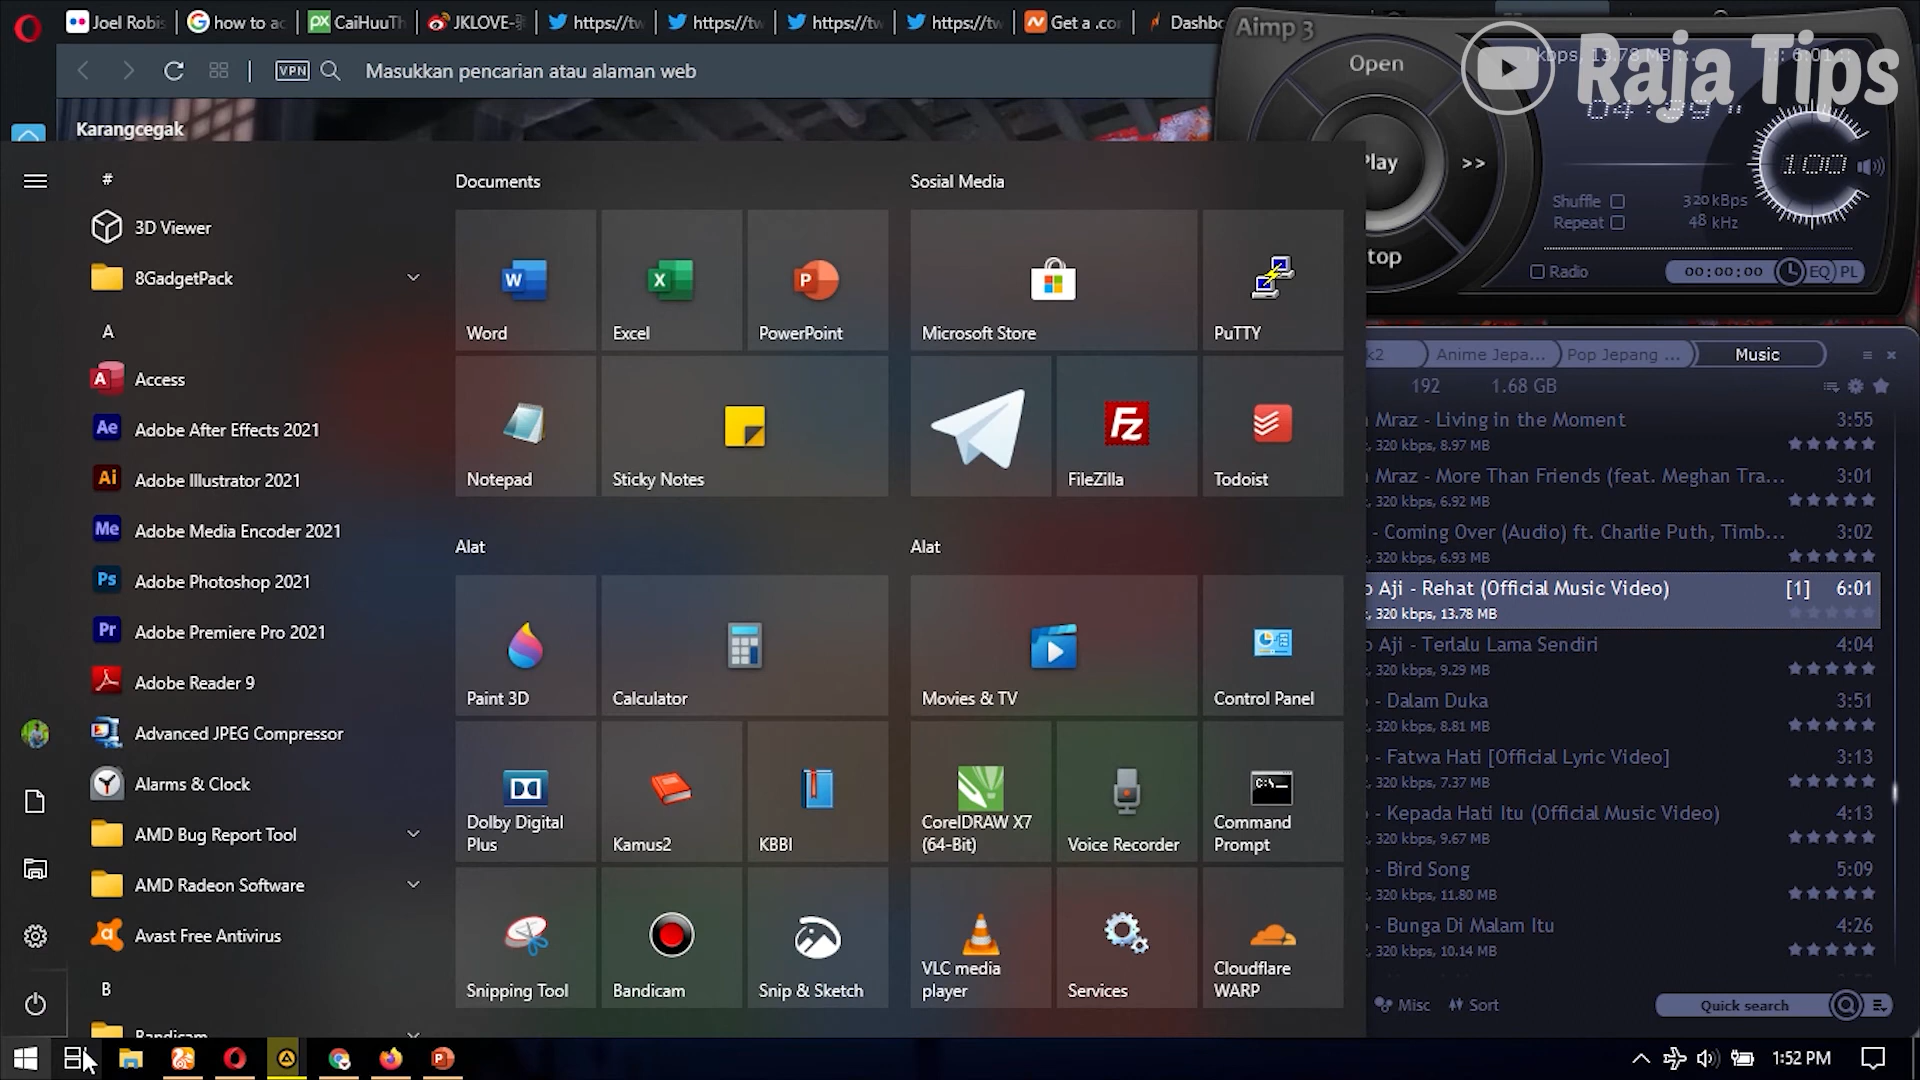 Joel Robis
how to ac
CaiHuuTh
JKLOVE-
https://tw
https://tw
https://tw
https://tw
Get a .con
Dashbo
VPN
Masukkan pencarian atau alaman web
Karangcegak
#
3D Viewer
8GadgetPack
A
Access
Adobe After Effects 2021
Adobe Illustrator 2021
Adobe Media Encoder 2021
Adobe Photoshop 2021
Adobe Premiere Pro 2021
Adobe Reader 9
Advanced JPEG Compressor
Alarms & Clock
AMD Bug Report Tool
AMD Radeon Software
Avast Free Antivirus
B
Bandicam
Documents
Word
Excel
PowerPoint
Notepad
Sticky Notes
Alat
Paint 3D
Calculator
Dolby Digital
Plus
Kamus2
KBBI
Snipping Tool
Bandicam
Snip & Sketch
Sosial Media
Microsoft Store
PuTTY
FileZilla
Todoist
Alat
Movies & TV
Control Panel
CorelDRAW X7
(64-Bit)
Voice Recorder
Command
Prompt
VLC media
player
Services
Cloudflare
WARP
Aimp 3
Open
Play
>>
top
Raja Tips
kbps, 13.78 MB
6:01
100
Shuffle
320 kBps
Repeat
48 kHz
Radio
00:00:00
EQ
PL
k2
Anime Jepa...
Pop Jepang ...
Music
192
1.68 GB
Mraz - Living in the Moment 3:55
, 320 kbps, 8.97 MB
Mraz - More Than Friends (feat. Meghan Tra... 3:01
, 320 kbps, 6.92 MB
- Coming Over (Audio) ft. Charlie Puth, Timb... 3:02
, 320 kbps, 6.93 MB
Aji - Rehat (Official Music Video) [1] 6:01
, 320 kbps, 13.78 MB
Aji - Terlalu Lama Sendiri 4:04
, 320 kbps, 9.29 MB
- Dalam Duka 3:51
, 320 kbps, 8.81 MB
- Fatwa Hati [Official Lyric Video] 3:13
, 320 kbps, 7.37 MB
- Kepada Hati Itu (Official Music Video) 4:13
, 320 kbps, 9.67 MB
- Bird Song 5:09
, 320 kbps, 11.80 MB
- Bunga Di Malam Itu 4:26
, 320 kbps, 10.14 MB
Misc
Sort
Quick search
1:52 PM